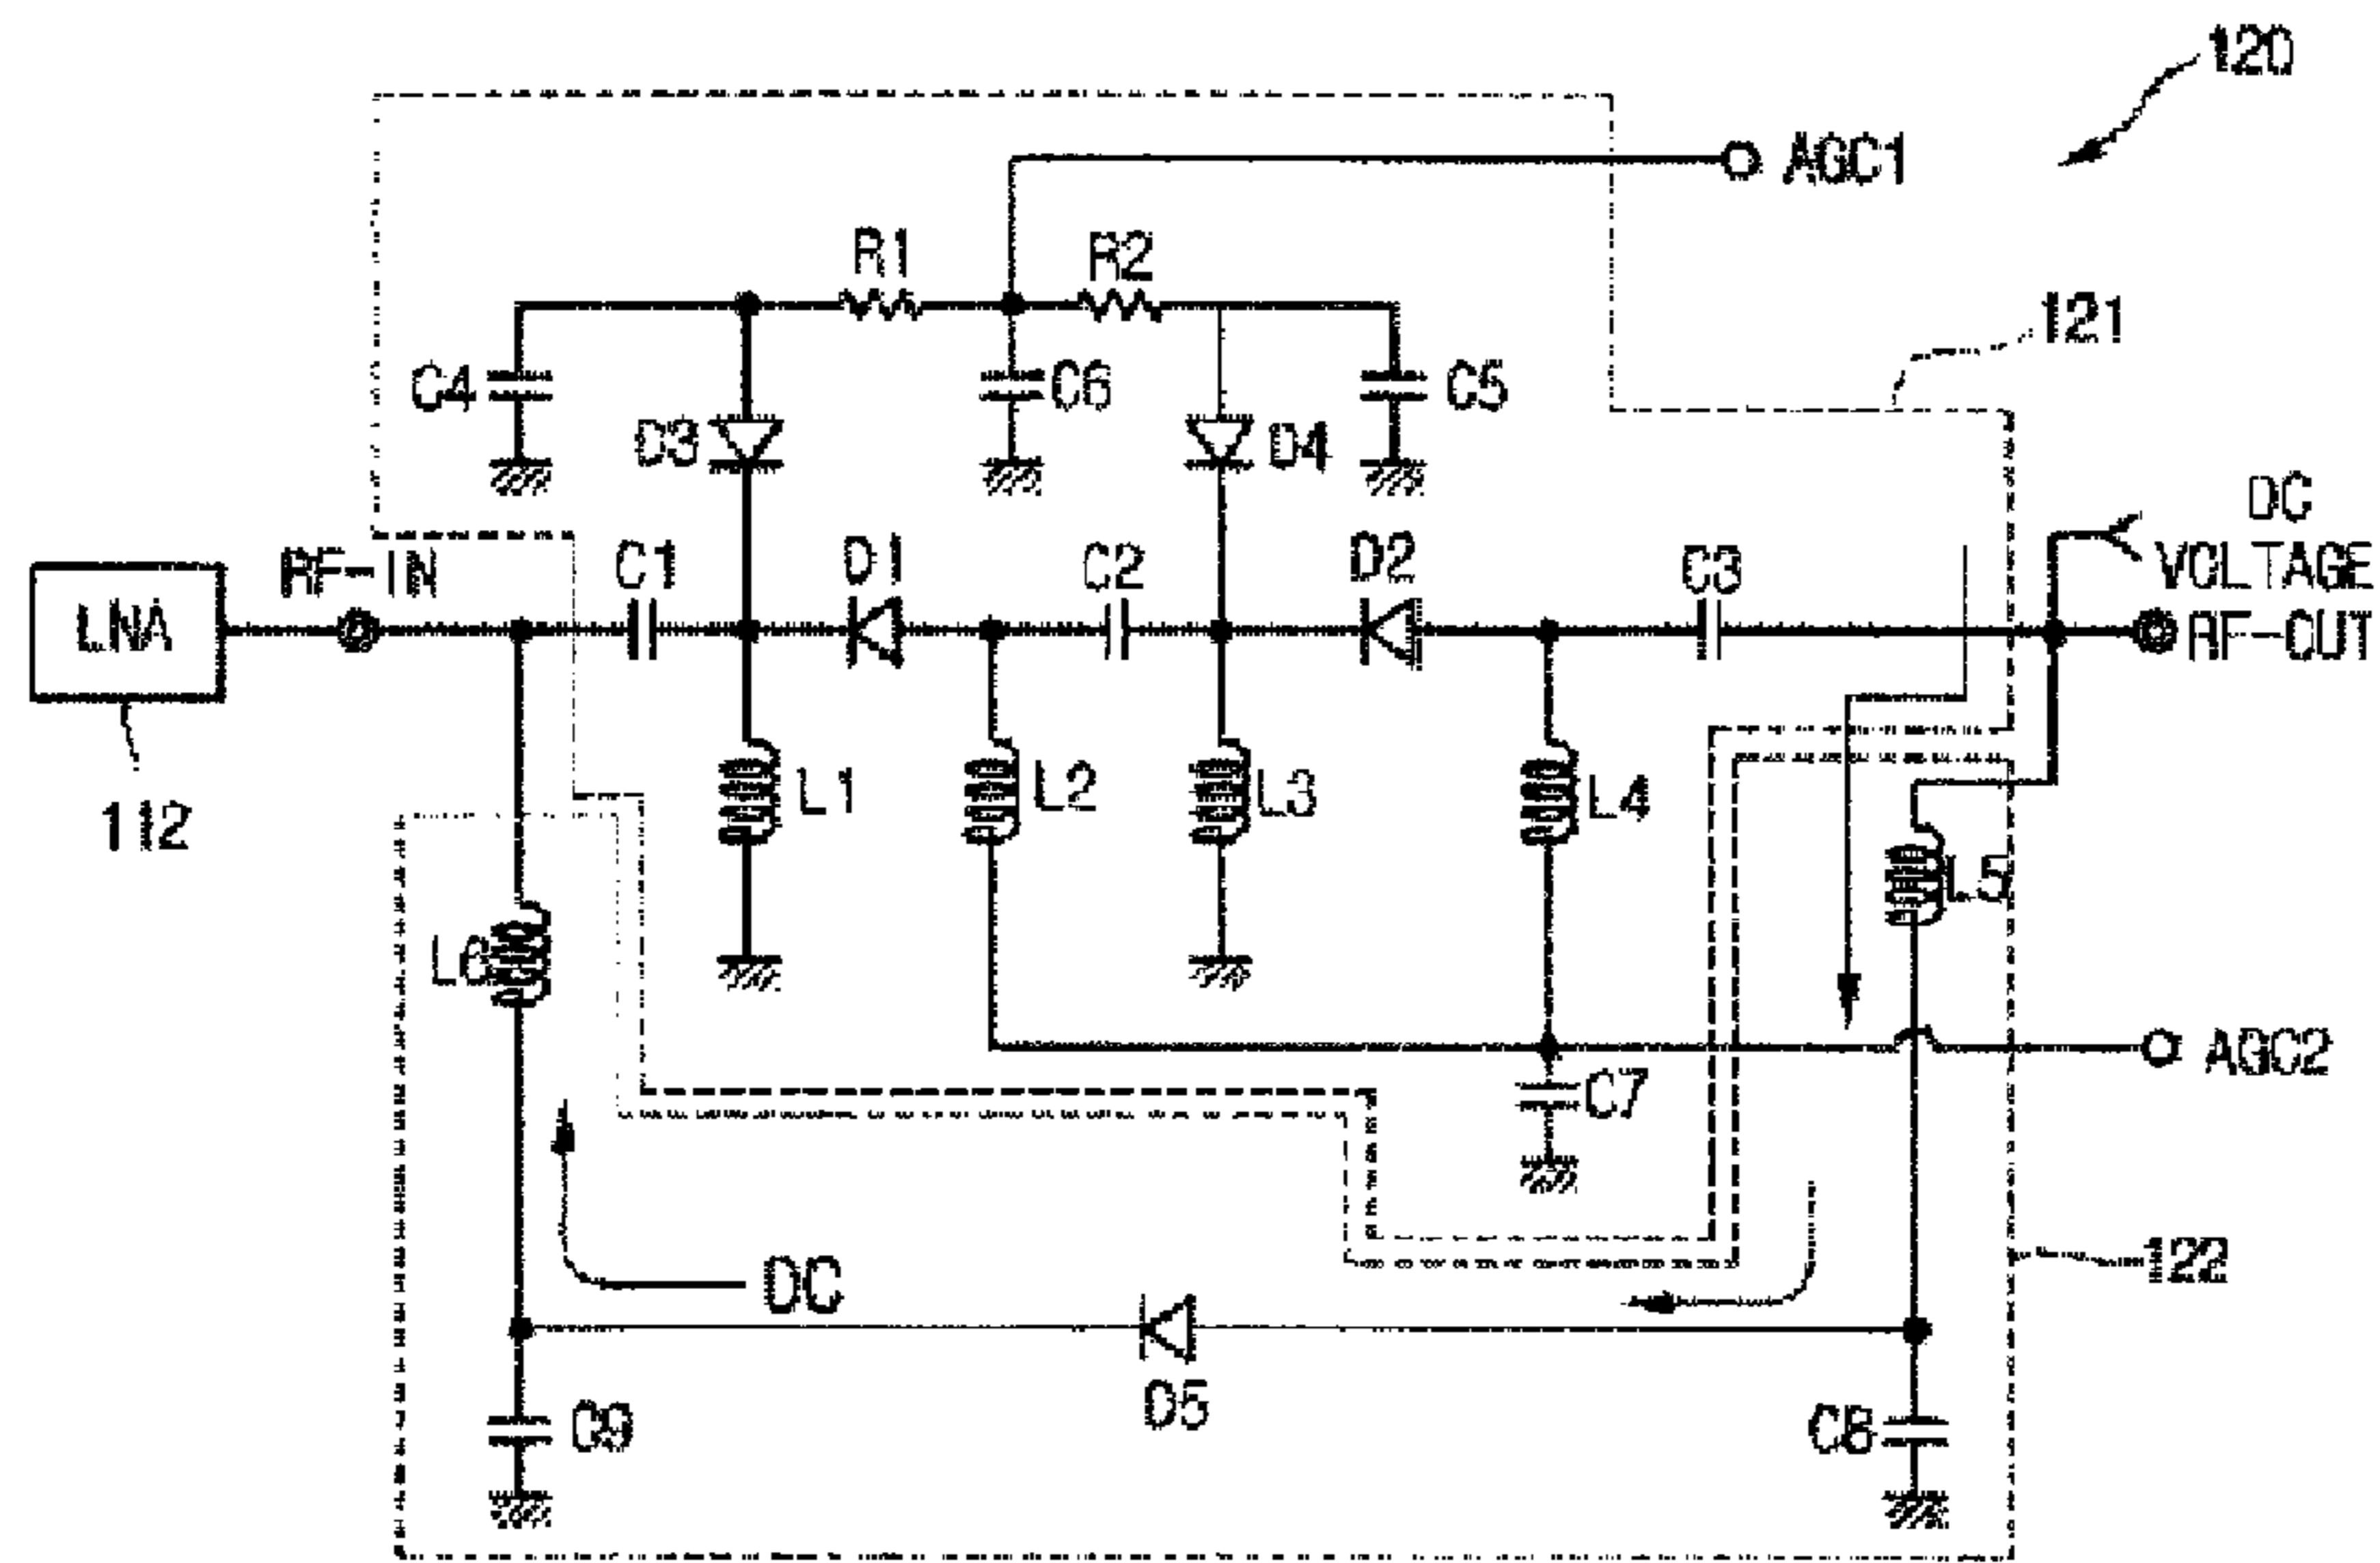 120
AGC1
R1
R2
121
C4
C6
C5
D3
D4
DC
VOLTAGE
RF-IN
C1
D1
C2
D2
C3
LNA
RF-OUT
L1
L2
L3
L4
112
L5
L6
AGC2
C7
122
DC
D5
C9
C8